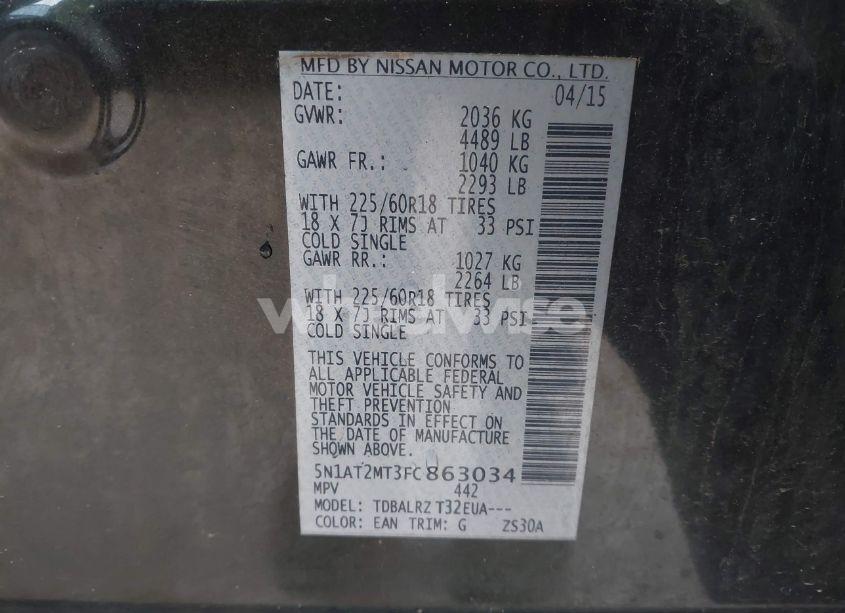 MFD BY NISSAN MOTOR CO., LTD.
DATE: 04/15
GVWR: 2036 KG
4489 LB
GAWR FR.: 1040 KG
2293 LB
WITH 225/60R18 TIRES
18 X 7J RIMS AT 33 PSI
COLD SINGLE
GAWR RR.: 1027 KG
2264 LB
WITH 225/60R18 TIRES
18 X 7J RIMS AT 33 PSI
COLD SINGLE
THIS VEHICLE CONFORMS TO
ALL APPLICABLE FEDERAL
MOTOR VEHICLE SAFETY AND
THEFT PREVENTION
STANDARDS IN EFFECT ON
THE DATE OF MANUFACTURE
SHOWN ABOVE.
5N1AT2MT3FC863034
MPV 442
MODEL: TDBALRZ T32EUA---
COLOR: EAN TRIM: G ZS30A